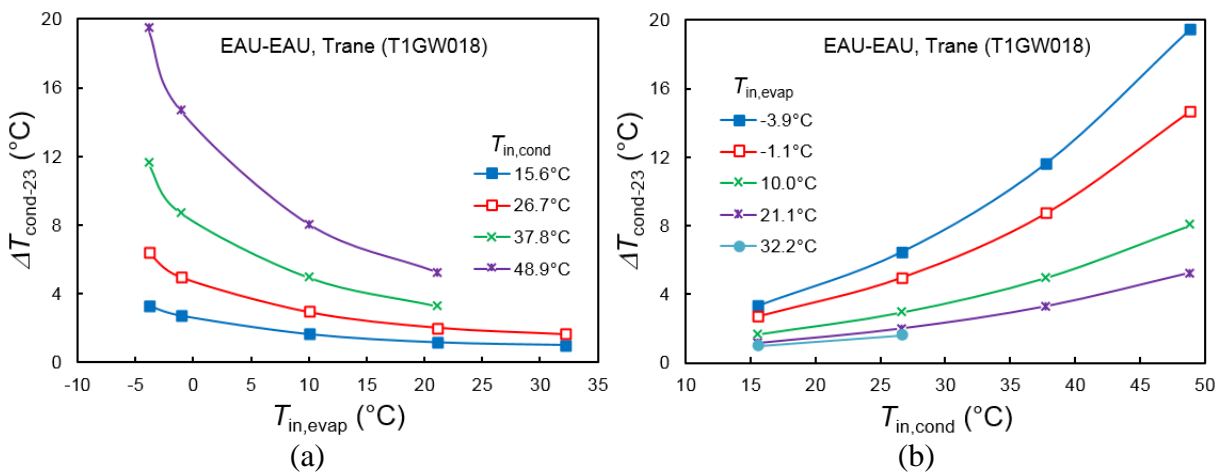 EAU-EAU, Trane (T1GW018)
20
16
12
8
4
0
ΔTcond-23 (°C)
Tin,cond
15.6°C
26.7°C
37.8°C
48.9°C
-10 -5 0 5 10 15 20 25 30 35
Tin,evap (°C)
(a)
EAU-EAU, Trane (T1GW018)
20
16
12
8
4
0
ΔTcond-23 (°C)
Tin,evap
-3.9°C
-1.1°C
10.0°C
21.1°C
32.2°C
10 15 20 25 30 35 40 45 50
Tin,cond (°C)
(b)